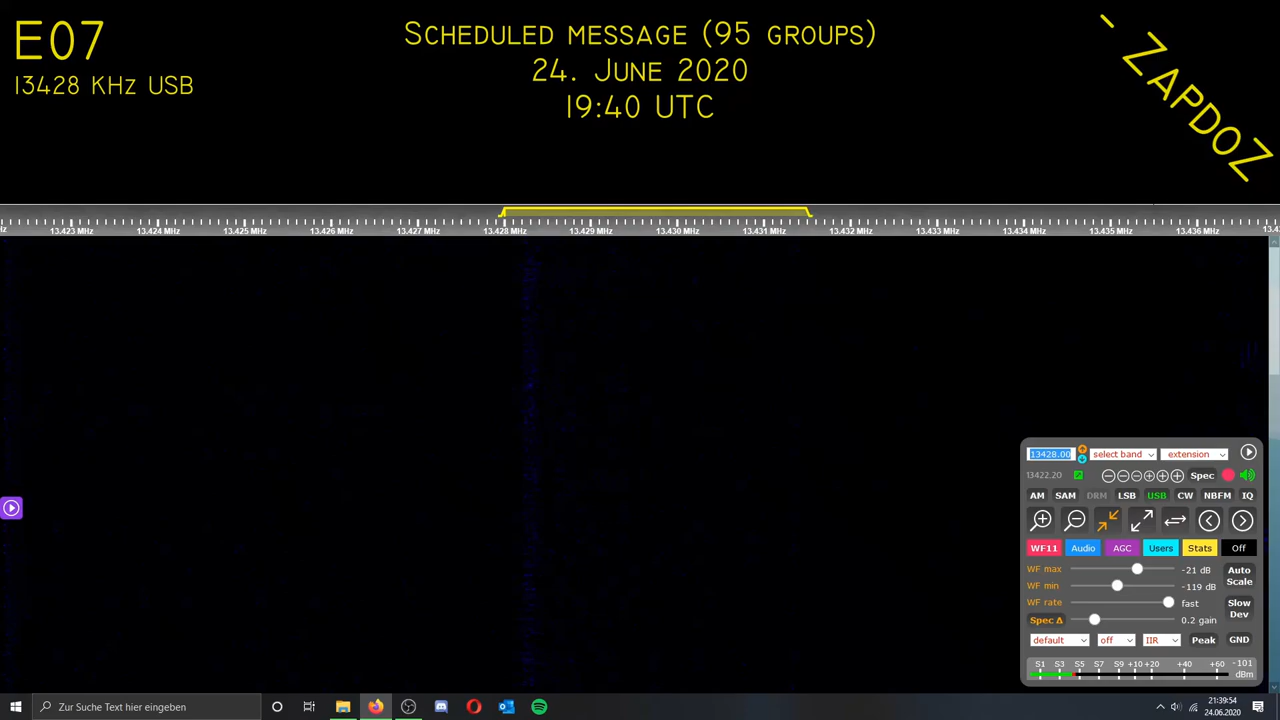 E07
13428 KHz USB
Scheduled message (95 groups)
24. June 2020
19:40 UTC
- ZAPDOZ
13.423 MHz 13.424 MHz 13.425 MHz 13.426 MHz 13.427 MHz 13.428 MHz 13.429 MHz 13.430 MHz 13.431 MHz 13.432 MHz 13.433 MHz 13.434 MHz 13.435 MHz 13.436 MHz
13428.00 select band extension
13422.20 Spec
AM SAM DRM LSB USB CW NBFM IQ
WF11 Audio AGC Users Stats Off
WF max -21 dB Auto Scale
WF min -119 dB
WF rate fast Slow Dev
Spec Δ 0.2 gain
default off IIR Peak GND
S1 S3 S5 S7 S9 +10 +20 +40 +60 -101 dBm
Zur Suche Text hier eingeben
21:39:54
24.06.2020